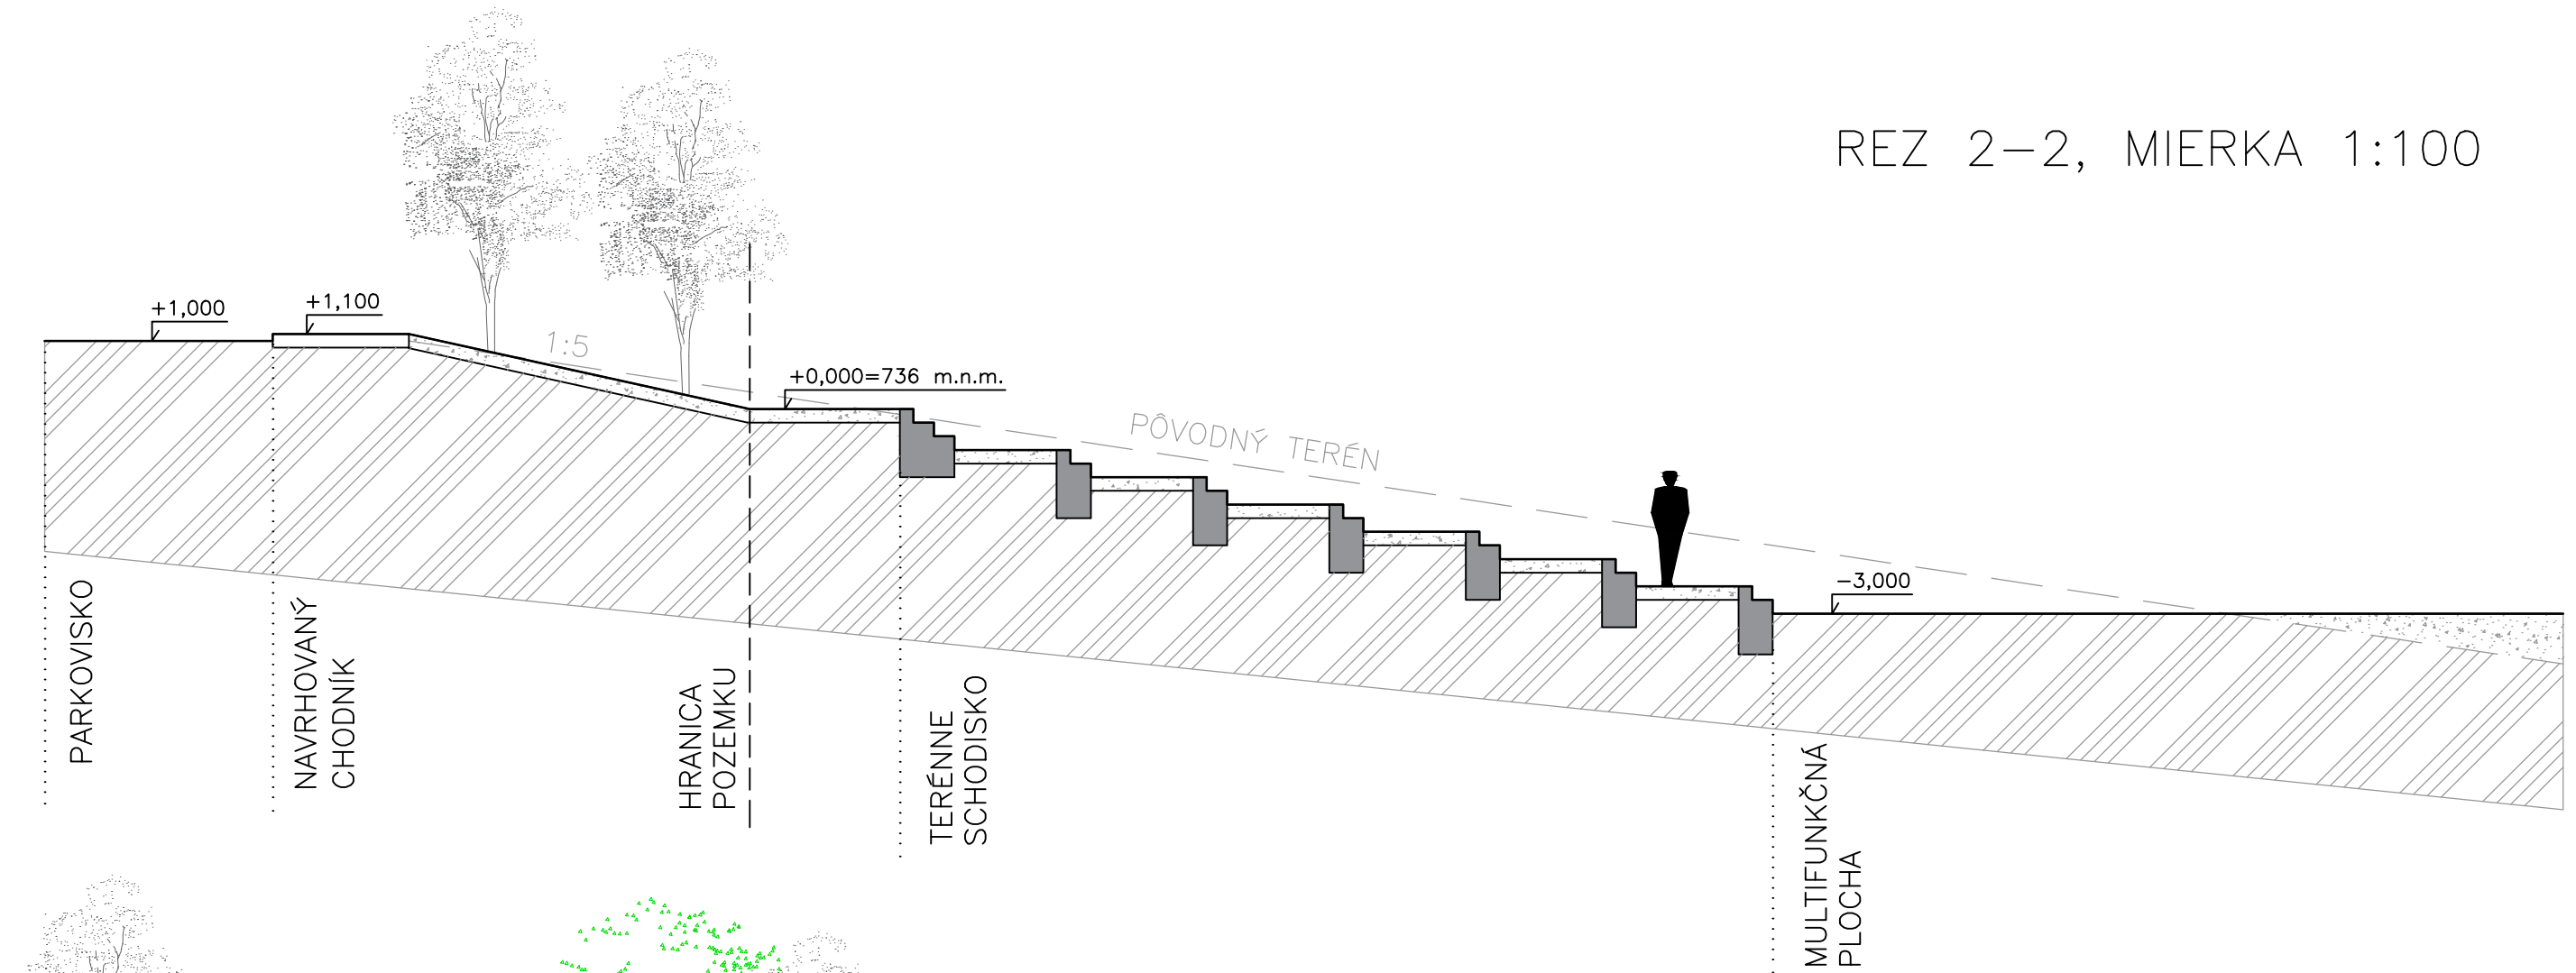 REZ 2-2, MIERKA 1:100
+1,000
+1,100
1:5
+0,000=736 m.n.m.
PÔVODNÝ TERÉN
-3,000
PARKOVISKO
NAVRHOVANÝ
CHODNÍK
HRANICA
POZEMKU
TERÉNNE
SCHODISKO
MULTIFUNKČNÁ
PLOCHA